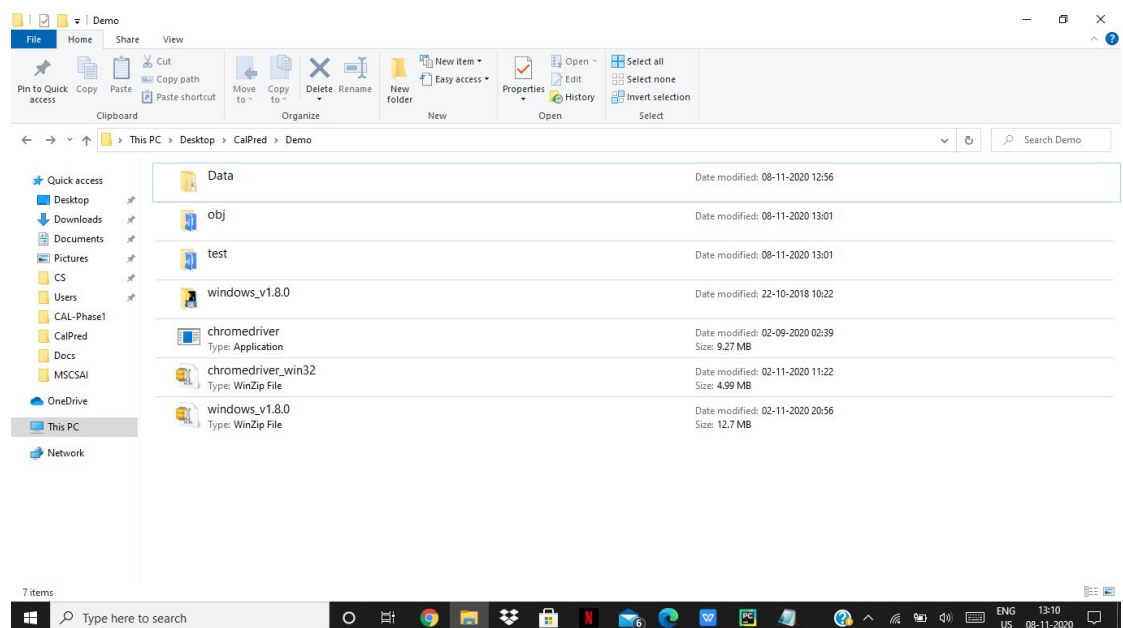 Demo
File Home Share View
Pin to Quick access
Copy
Paste
Cut
Copy path
Paste shortcut
Move to
Copy to
Delete
Rename
New folder
New item
Easy access
Properties
Open
Edit
History
Select all
Select none
Invert selection
Clipboard Organize New Open Select
This PC > Desktop > CalPred > Demo
Search Demo
Quick access
Desktop
Downloads
Documents
Pictures
CS
Users
CAL-Phase1
CalPred
Docs
MSCSAI
OneDrive
This PC
Network
Data Date modified: 08-11-2020 12:56
obj Date modified: 08-11-2020 13:01
test Date modified: 08-11-2020 13:01
windows_v1.8.0 Date modified: 22-10-2018 10:22
chromedriver Date modified: 02-09-2020 02:39
Type: Application Size: 9.27 MB
chromedriver_win32 Date modified: 02-11-2020 11:22
Type: WinZip File Size: 4.99 MB
windows_v1.8.0 Date modified: 02-11-2020 20:56
Type: WinZip File Size: 12.7 MB
7 items
Type here to search
6
PC
ENG 13:10
US 08-11-2020